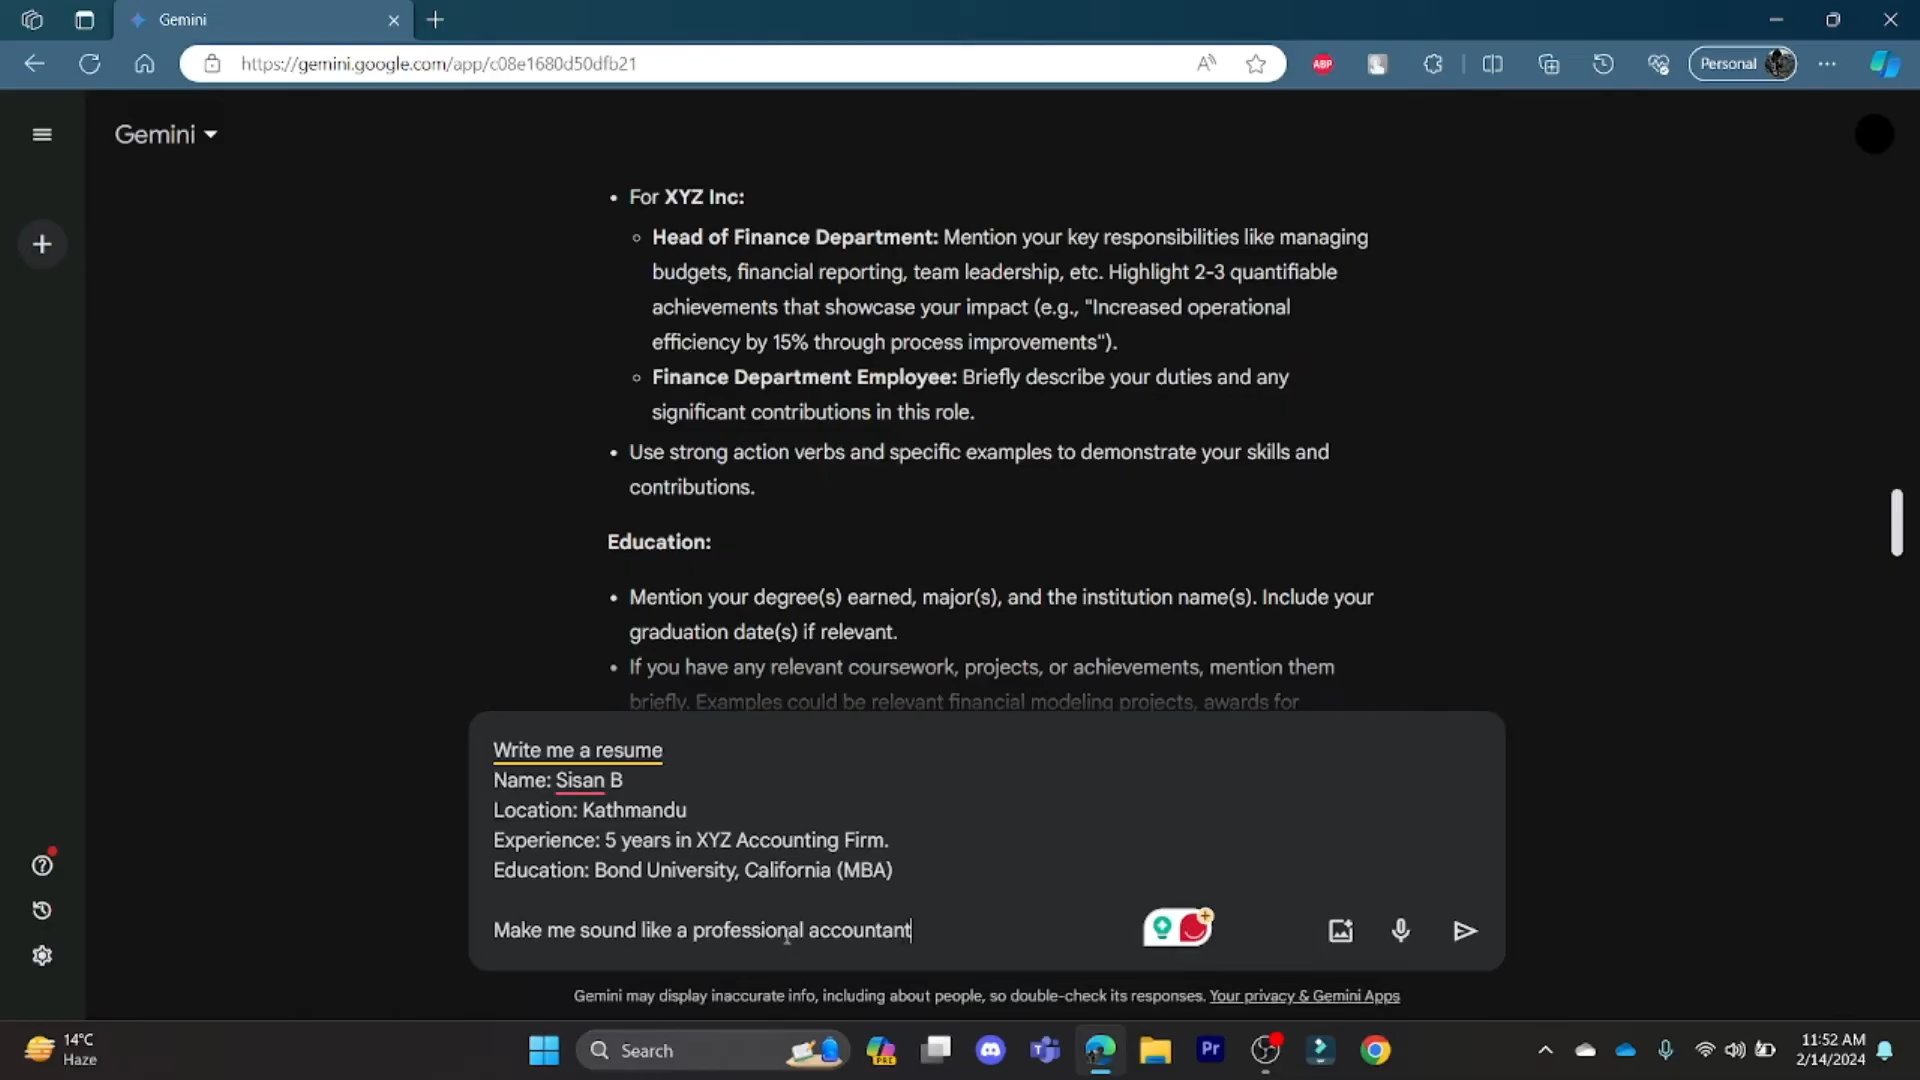 Gemini
https://gemini.google.com/app/c08e1680d50dfb21
A
ABP
Personal
Gemini
• For XYZ Inc:
◦ Head of Finance Department: Mention your key responsibilities like managing
budgets, financial reporting, team leadership, etc. Highlight 2-3 quantifiable
achievements that showcase your impact (e.g., "Increased operational
efficiency by 15% through process improvements").
◦ Finance Department Employee: Briefly describe your duties and any
significant contributions in this role.
• Use strong action verbs and specific examples to demonstrate your skills and
contributions.
Education:
• Mention your degree(s) earned, major(s), and the institution name(s). Include your
graduation date(s) if relevant.
• If you have any relevant coursework, projects, or achievements, mention them
briefly. Examples could be relevant financial modeling projects, awards for
Write me a resume
Name: Sisan B
Location: Kathmandu
Experience: 5 years in XYZ Accounting Firm.
Education: Bond University, California (MBA)
Make me sound like a professional accountant
Gemini may display inaccurate info, including about people, so double-check its responses. Your privacy & Gemini Apps
14°C
Haze
Search
PRE
Pr
11:52 AM
2/14/2024